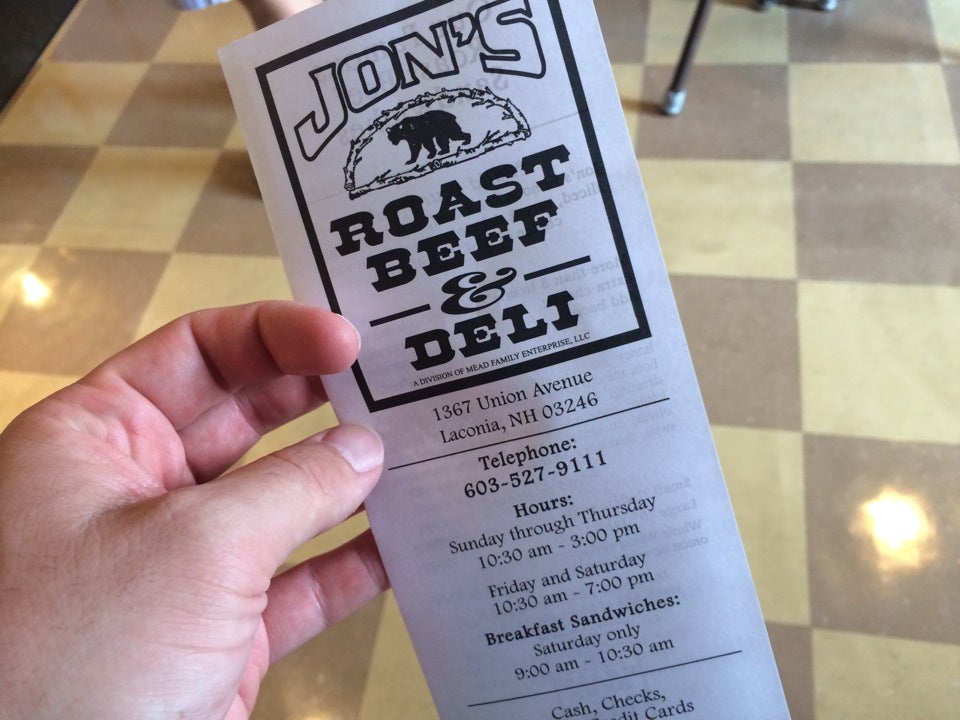 JON'S
ROAST
BEEF
&
DELI
A DIVISION OF MEAD FAMILY ENTERPRISE, LLC
1367 Union Avenue
Laconia, NH 03246
Telephone:
603-527-9111
Hours:
Sunday through Thursday
10:30 am - 3:00 pm
Friday and Saturday
10:30 am - 7:00 pm
Breakfast Sandwiches:
Saturday only
9:00 am - 10:30 am
Cash, Checks,
Credit Cards